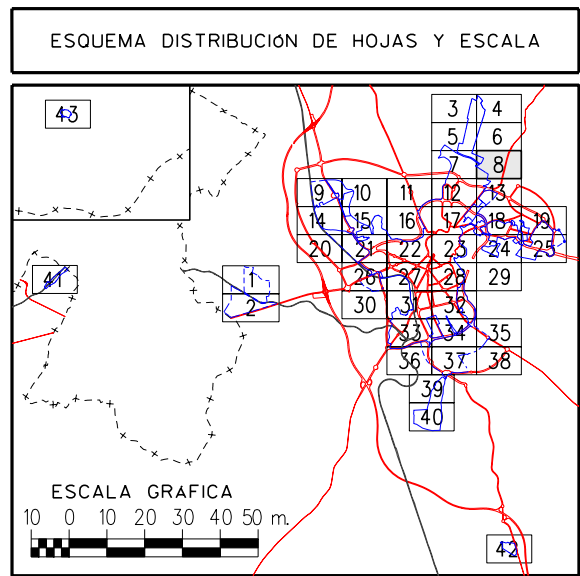 ESQUEMA DISTRIBUCIÓN DE HOJAS Y ESCALA
43
3 4
5 6
7 8
9 10 11 12 13
14 15 16 17 18 19
20 21 22 23 24 25
41
1
26 27 28 29
2
30 31 32
33 34 35
36 37 38
39
40
ESCALA GRÁFICA
10 0 10 20 30 40 50 m.
42